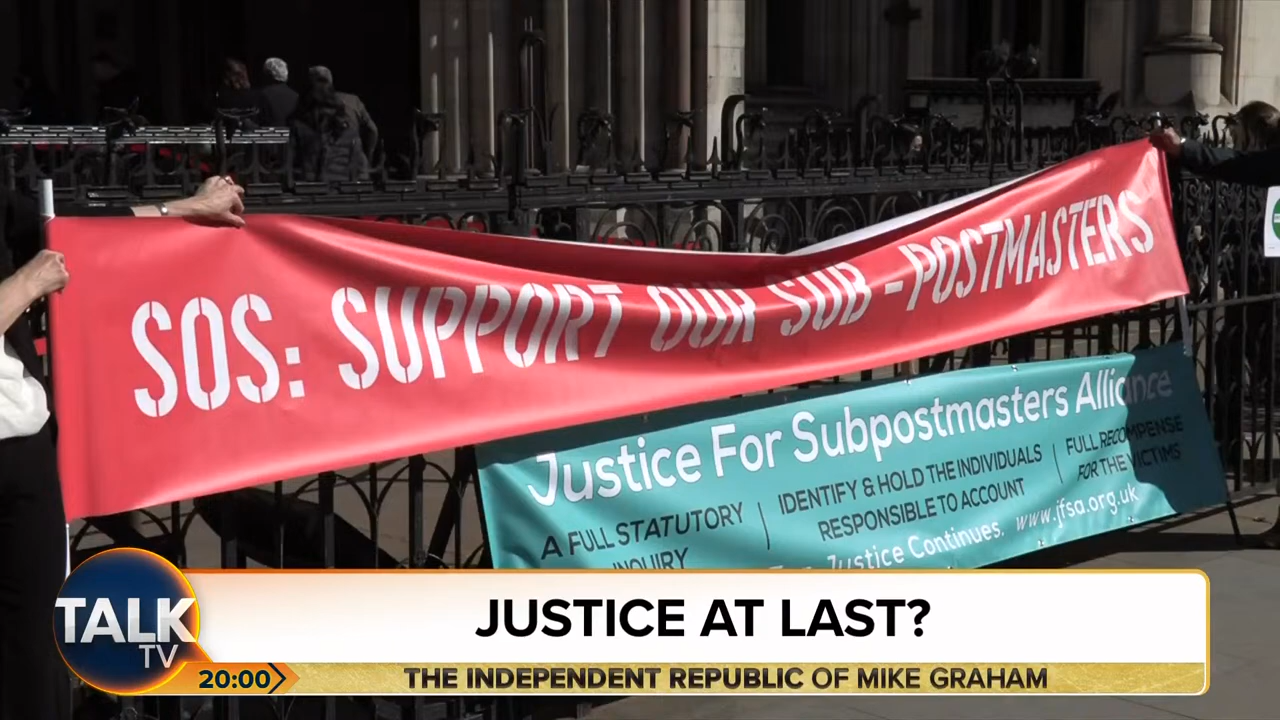 SOS: SUPPORT OUR SUB-POSTMASTERS
Justice For Subpostmasters Alliance
A FULL STATUTORY
INQUIRY
IDENTIFY & HOLD THE INDIVIDUALS
RESPONSIBLE TO ACCOUNT
FULL RECOMPENSE
FOR THE VICTIMS
Justice Continues. www.jfsa.org.uk
JUSTICE AT LAST?
TALK
TV
20:00
THE INDEPENDENT REPUBLIC OF MIKE GRAHAM